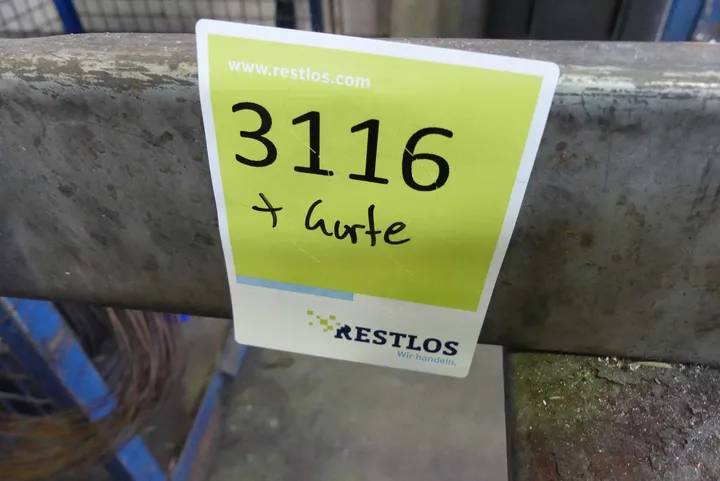 www.restlos.com
3116
+ Gurte
RESTLOS
Wir handeln.